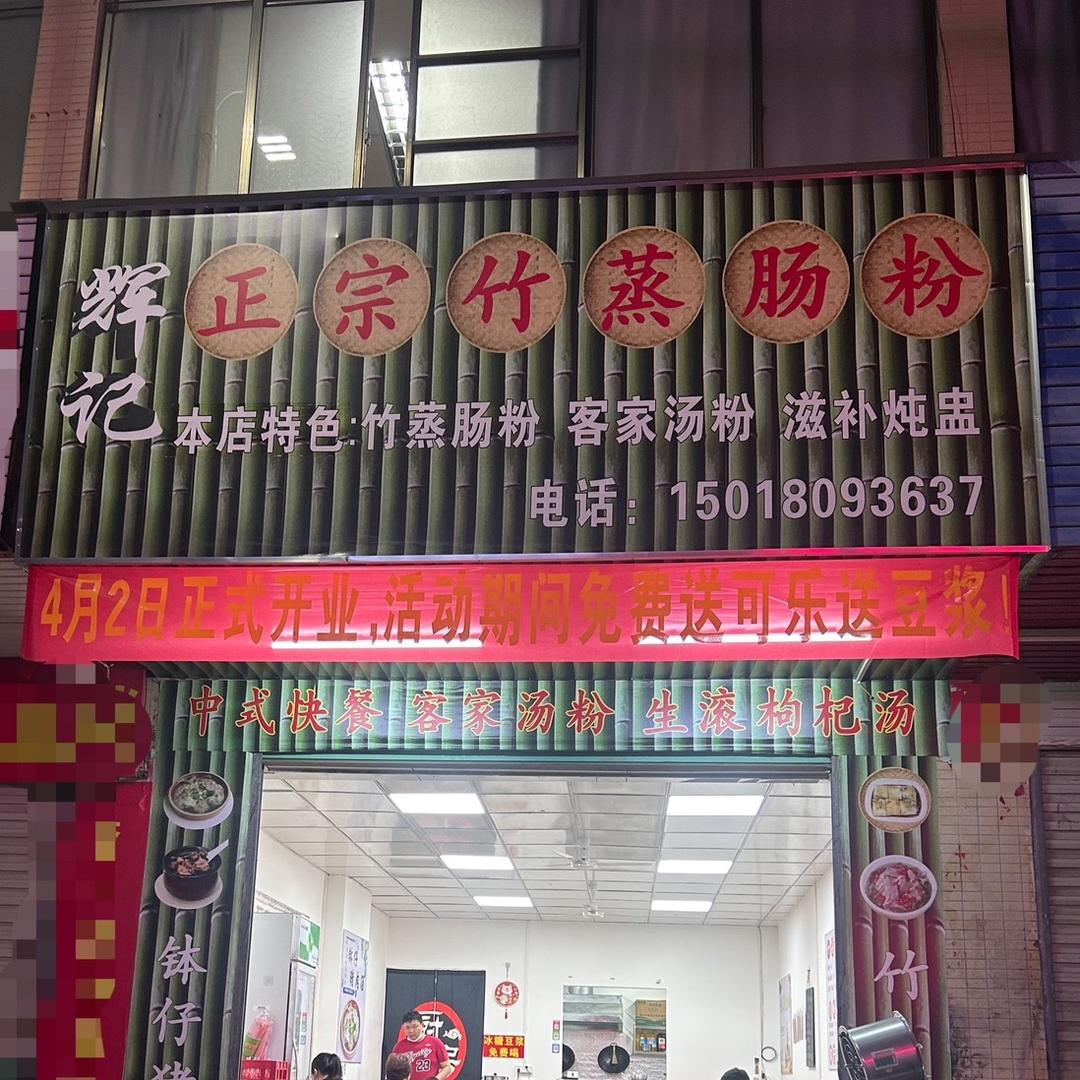 辉记
正宗竹蒸肠粉
本店特色:竹蒸肠粉 客家汤粉 滋补炖盅
电话：15018093637
4月2日正式开业,活动期间免费送可乐送豆浆！
中式快餐 客家汤粉 生滚枸杞汤
钵仔猪
竹
冰糖豆浆
免费喝
23